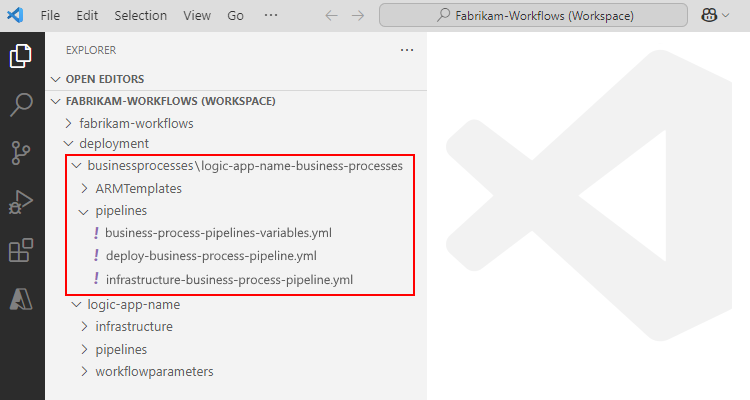 File Edit Selection View Go ··· Fabrikam-Workflows (Workspace)
EXPLORER ···
OPEN EDITORS
FABRIKAM-WORKFLOWS (WORKSPACE)
fabrikam-workflows
deployment
businessprocesses\logic-app-name-business-processes
ARMTemplates
pipelines
! business-process-pipelines-variables.yml
! deploy-business-process-pipeline.yml
! infrastructure-business-process-pipeline.yml
logic-app-name
infrastructure
pipelines
workflowparameters